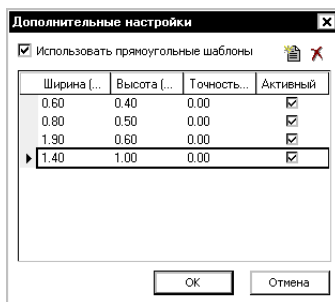 Дополнительные настройки
Использовать прямоугольные шаблоны
Ширина (... Высота (... Точность... Активный
0.60 0.40 0.00
0.80 0.50 0.00
1.90 0.60 0.00
1.40 1.00 0.00
OK Отмена